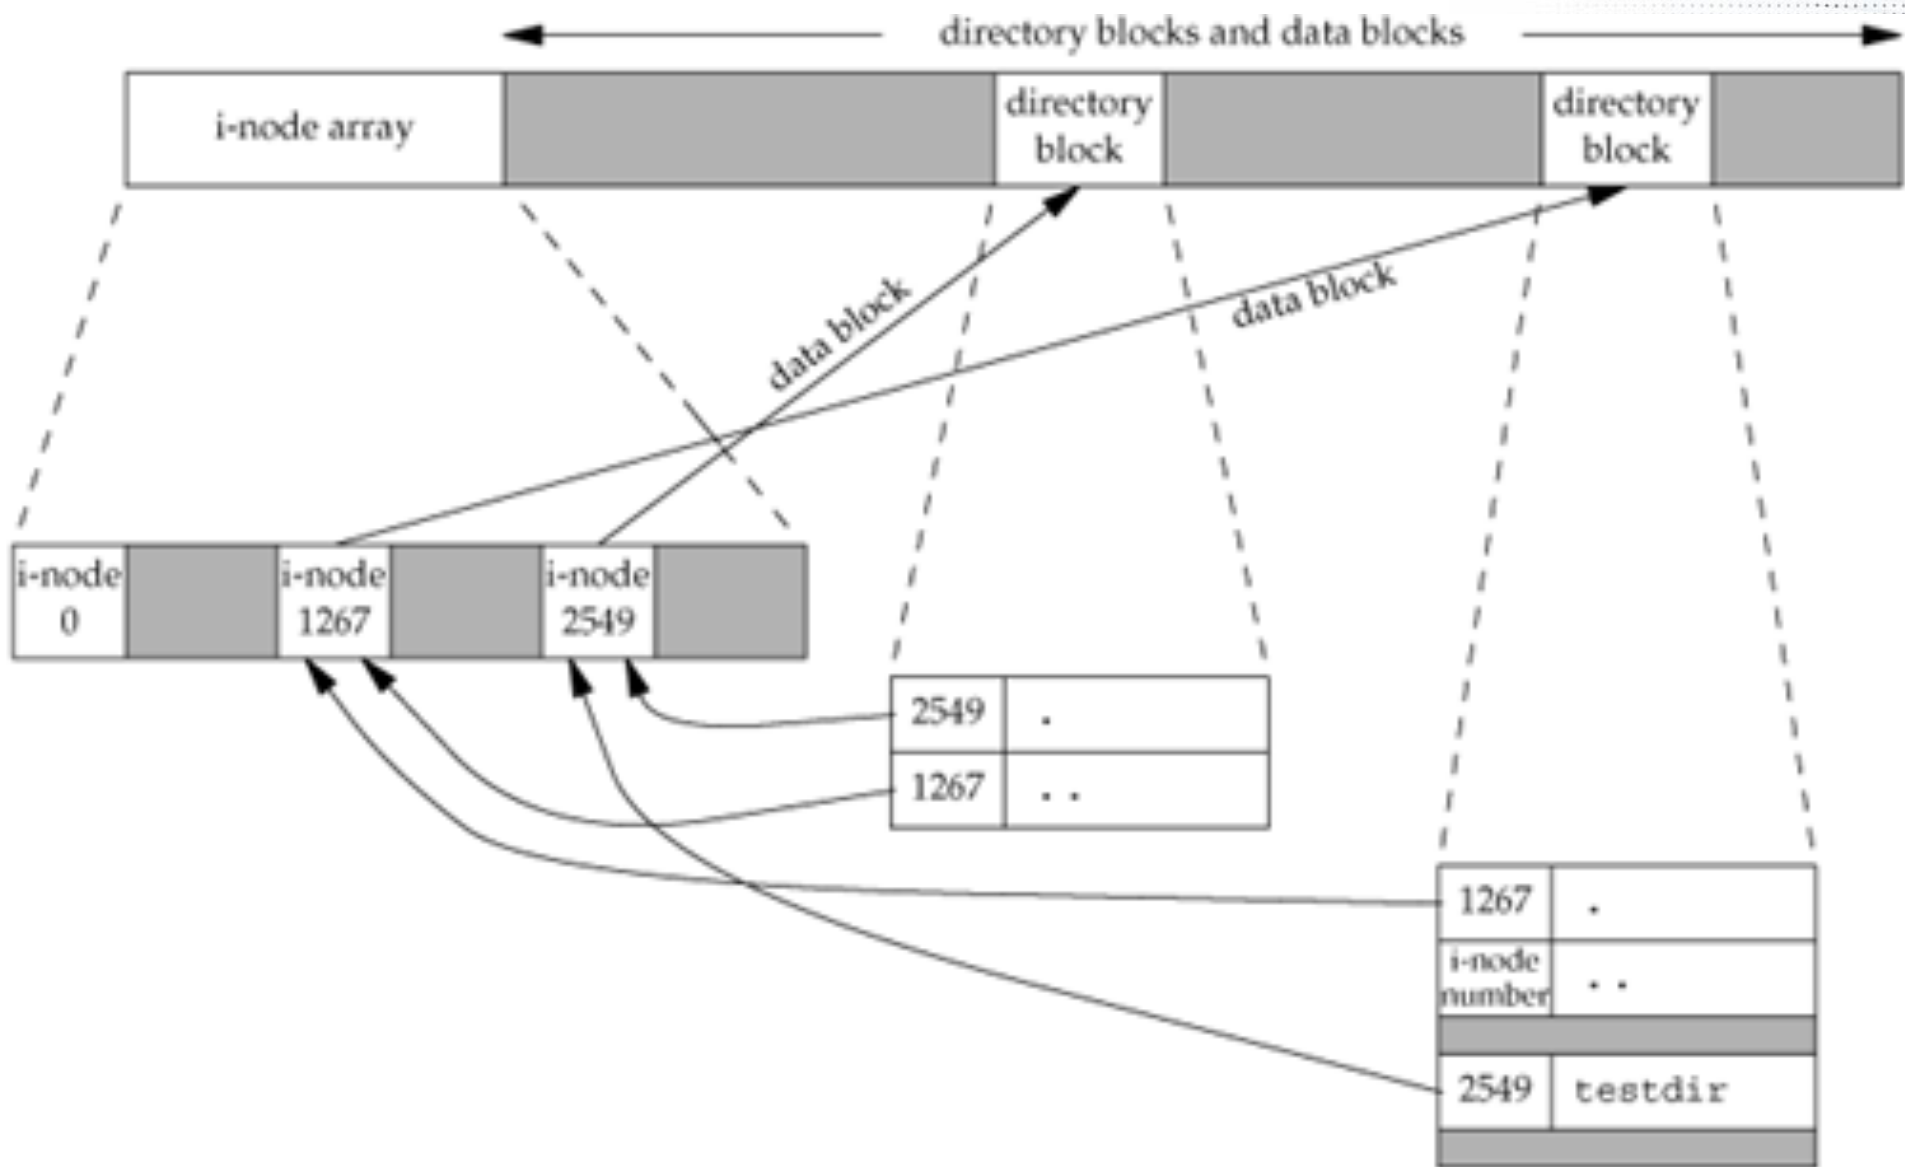 directory blocks and data blocks
i-node array
directory
block
directory
block
data block
data block
i-node
0
i-node
1267
i-node
2549
2549 .
1267 . .
1267 .
i-node
number . .
2549 testdir